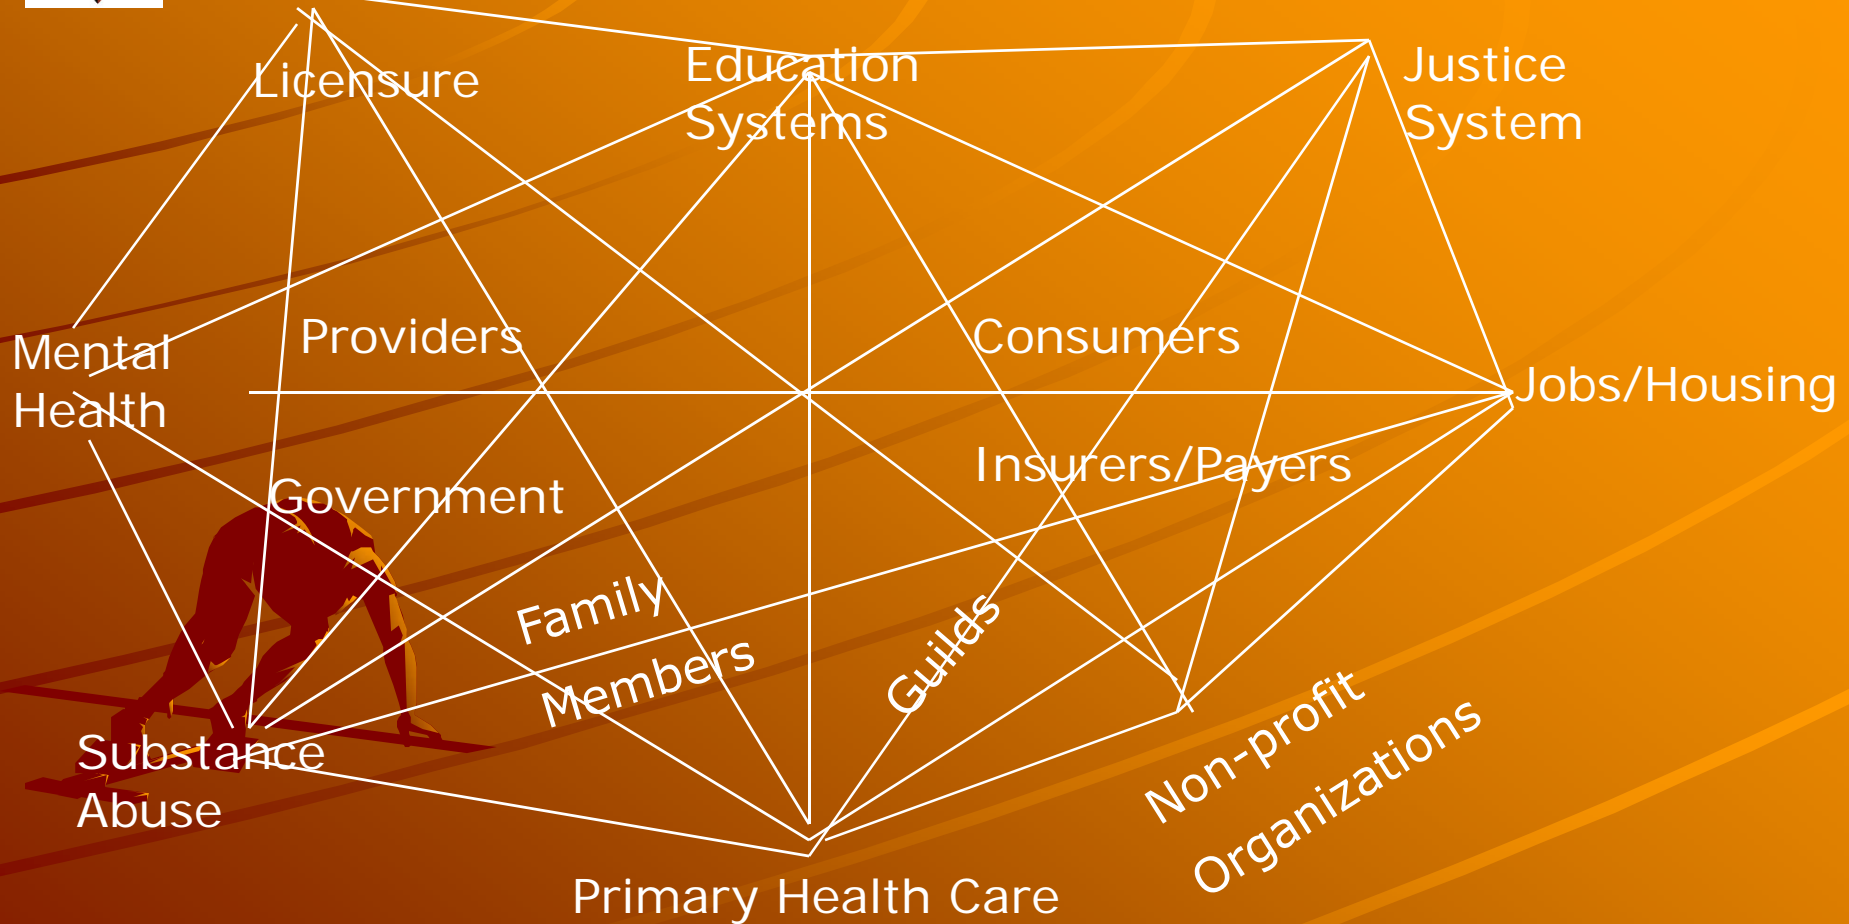 Licensure
Education
Systems
Justice
System
Providers
Consumers
Mental
Health
Jobs/Housing
Insurers/Payers
Government
Family
Members
Guilds
Non-profit
Organizations
Substance
Abuse
Primary Health Care